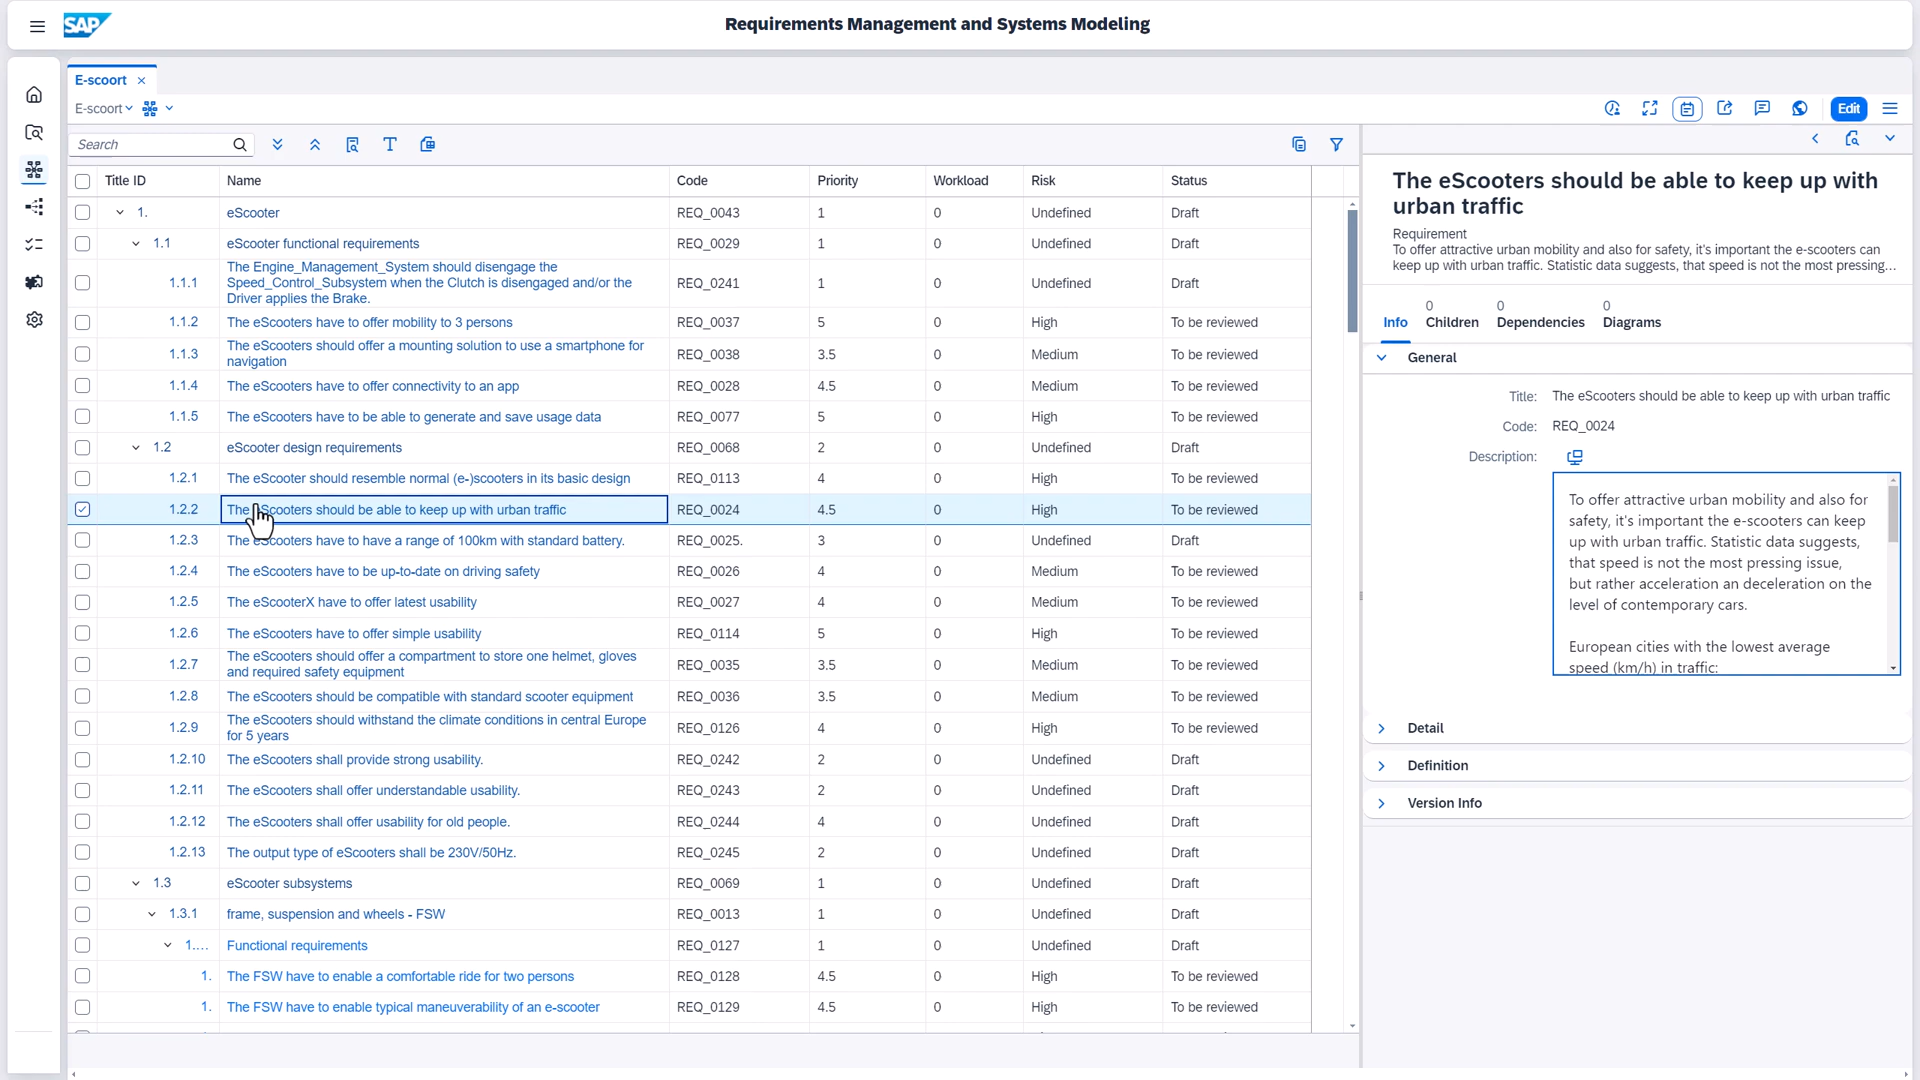 SAP
Requirements Management and Systems Modeling
E-scoort
E-scoort
Edit
Search
Title ID Name Code Priority Workload Risk Status
1. eScooter REQ_0043 1 0 Undefined Draft
1.1 eScooter functional requirements REQ_0029 1 0 Undefined Draft
The Engine_Management_System should disengage the
1.1.1 Speed_Control_Subsystem when the Clutch is disengaged and/or the REQ_0241 1 0 Undefined Draft
Driver applies the Brake.
1.1.2 The eScooters have to offer mobility to 3 persons REQ_0037 5 0 High To be reviewed
The eScooters should offer a mounting solution to use a smartphone for
1.1.3 REQ_0038 3.5 0 Medium To be reviewed
navigation
1.1.4 The eScooters have to offer connectivity to an app REQ_0028 4.5 0 Medium To be reviewed
1.1.5 The eScooters have to be able to generate and save usage data REQ_0077 5 0 High To be reviewed
1.2 eScooter design requirements REQ_0068 2 0 Undefined Draft
1.2.1 The eScooter should resemble normal (e-)scooters in its basic design REQ_0113 4 0 High To be reviewed
1.2.2 The Scooters should be able to keep up with urban traffic REQ_0024 4.5 0 High To be reviewed
1.2.3 The eScooters have to have a range of 100km with standard battery. REQ_0025. 3 0 Undefined Draft
1.2.4 The eScooters have to be up-to-date on driving safety REQ_0026 4 0 Medium To be reviewed
1.2.5 The eScooterX have to offer latest usability REQ_0027 4 0 Medium To be reviewed
1.2.6 The eScooters have to offer simple usability REQ_0114 5 0 High To be reviewed
The eScooters should offer a compartment to store one helmet, gloves
1.2.7 REQ_0035 3.5 0 Medium To be reviewed
and required safety equipment
1.2.8 The eScooters should be compatible with standard scooter equipment REQ_0036 3.5 0 Medium To be reviewed
The eScooters should withstand the climate conditions in central Europe
1.2.9 REQ_0126 4 0 High To be reviewed
for 5 years
1.2.10 The eScooters shall provide strong usability. REQ_0242 2 0 Undefined Draft
1.2.11 The eScooters shall offer understandable usability. REQ_0243 2 0 Undefined Draft
1.2.12 The eScooters shall offer usability for old people. REQ_0244 4 0 Undefined Draft
1.2.13 The output type of eScooters shall be 230V/50Hz. REQ_0245 2 0 Undefined Draft
1.3 eScooter subsystems REQ_0069 1 0 Undefined Draft
1.3.1 frame, suspension and wheels - FSW REQ_0013 1 0 Undefined Draft
1.... Functional requirements REQ_0127 1 0 Undefined Draft
1. The FSW have to enable a comfortable ride for two persons REQ_0128 4.5 0 High To be reviewed
1. The FSW have to enable typical maneuverability of an e-scooter REQ_0129 4.5 0 High To be reviewed
The eScooters should be able to keep up with
urban traffic
Requirement
To offer attractive urban mobility and also for safety, it's important the e-scooters can
keep up with urban traffic. Statistic data suggests, that speed is not the most pressing...
0 0 0
Info Children Dependencies Diagrams
General
Title: The eScooters should be able to keep up with urban traffic
Code: REQ_0024
Description:
To offer attractive urban mobility and also for
safety, it's important the e-scooters can keep
up with urban traffic. Statistic data suggests,
that speed is not the most pressing issue,
but rather acceleration an deceleration on the
level of contemporary cars.
European cities with the lowest average
speed (km/h) in traffic:
Detail
Definition
Version Info